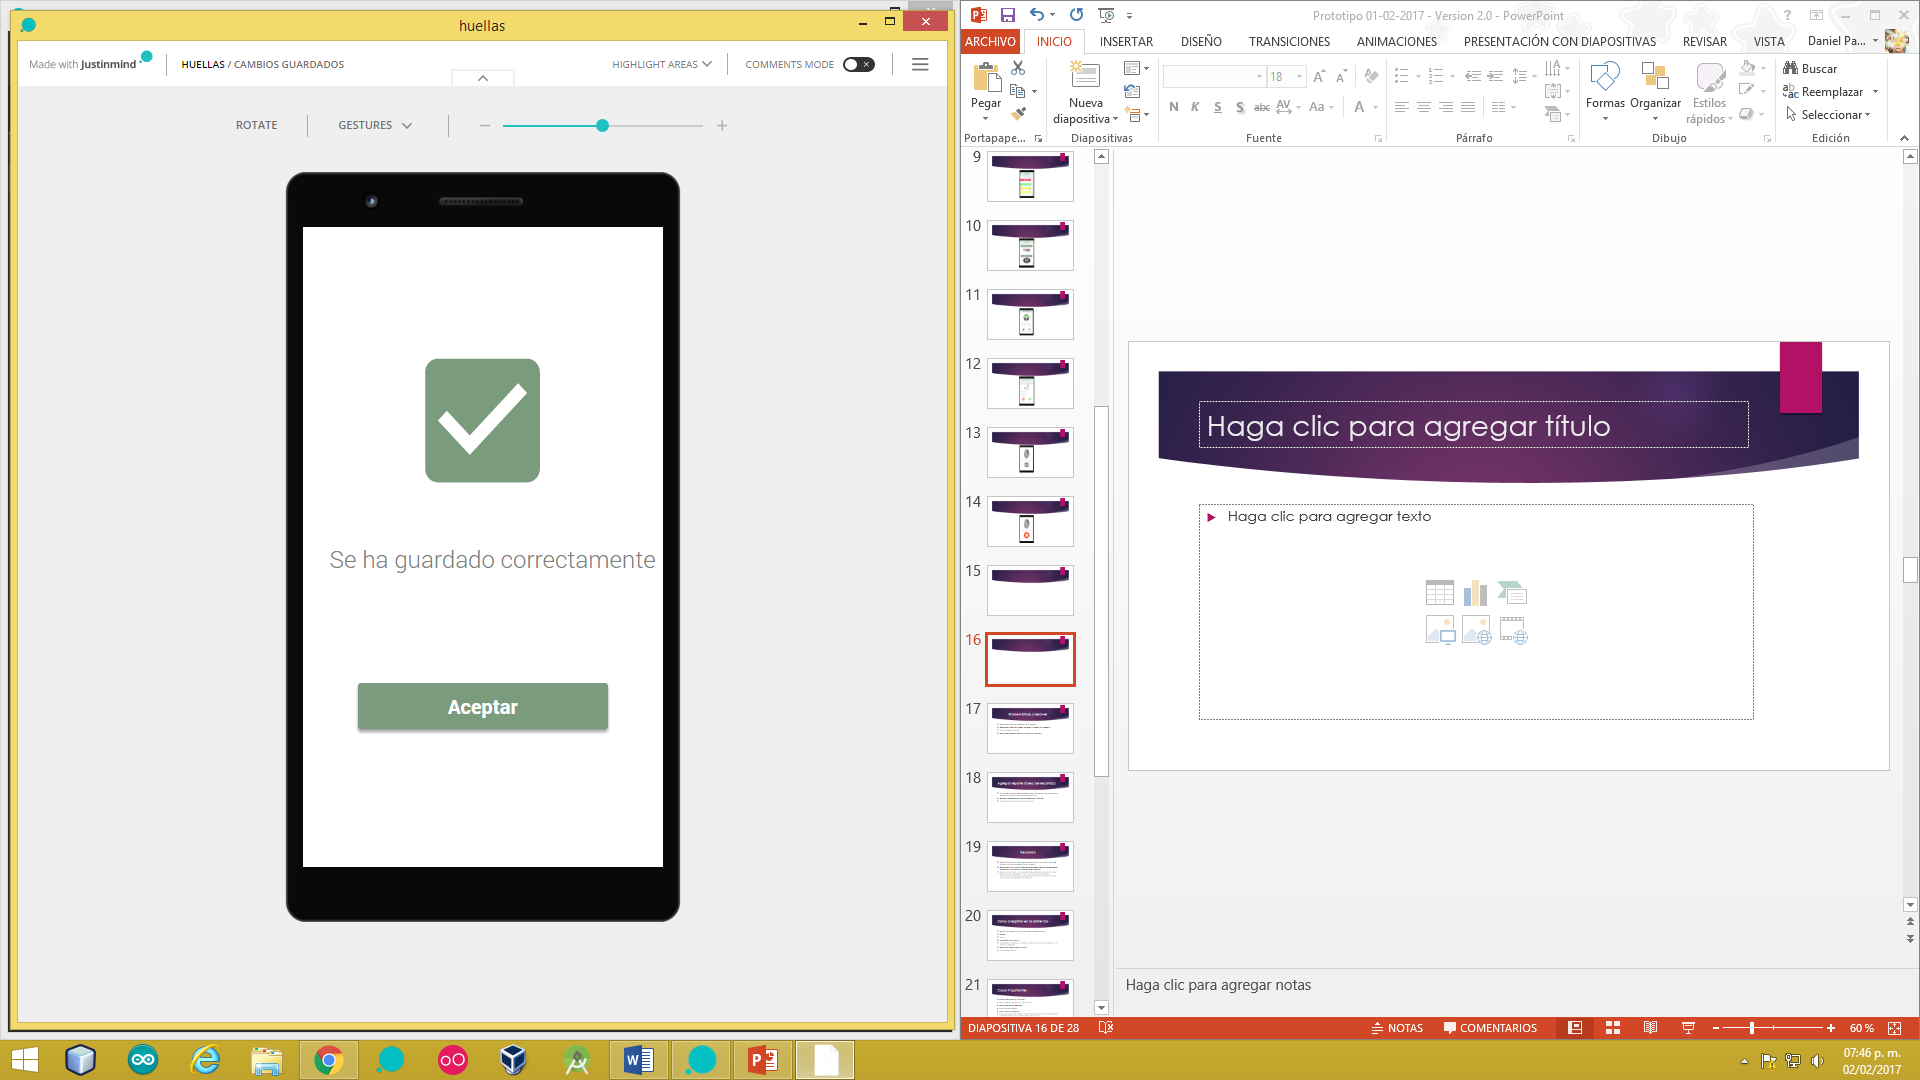 huellas
Made with Justinmind
HUELLAS / CAMBIOS GUARDADOS
HIGHLIGHT AREAS
COMMENTS MODE
ROTATE
GESTURES
Se ha guardado correctamente
Aceptar
Prototipo 01-02-2017 - Version 2.0 - PowerPoint
ARCHIVO
INICIO
INSERTAR
DISEÑO
TRANSICIONES
ANIMACIONES
PRESENTACIÓN CON DIAPOSITIVAS
REVISAR
VISTA
Daniel Pa...
Pegar
Nueva
diapositiva
18
N K S S abc AV Aa A
Formas
Organizar
Estilos
rápidos
Buscar
Reemplazar
Seleccionar
Portapape...
Diapositivas
Fuente
Párrafo
Dibujo
Edición
9
10
11
12
13
14
15
16
17
18
19
20
21
Haga clic para agregar título
Haga clic para agregar texto
Haga clic para agregar notas
DIAPOSITIVA 16 DE 28
NOTAS
COMENTARIOS
60 %
07:46 p. m.
02/02/2017